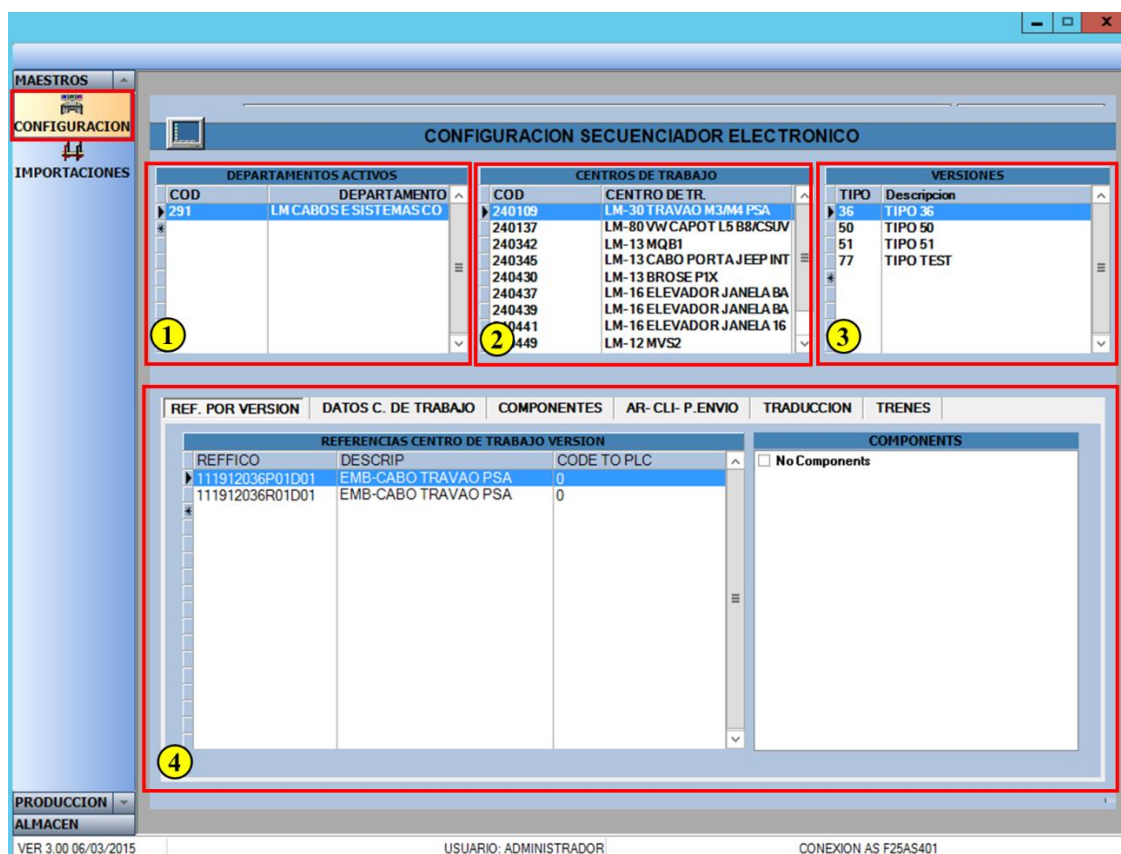 MAESTROS
CONFIGURACION
IMPORTACIONES
CONFIGURACION SECUENCIADOR ELECTRONICO
DEPARTAMENTOS ACTIVOS
COD DEPARTAMENTO
291 LM CABOS E SISTEMAS CO
1
CENTROS DE TRABAJO
COD CENTRO DE TR.
240109 LM-30 TRAVAO M3/M4 PSA
240137 LM-80 VW CAPOT L5 B8/CSUV
240342 LM-13 MQB1
240345 LM-13 CABO PORTA JEEP INT
240430 LM-13 BROSE P1X
240437 LM-16 ELEVADOR JANELA BA
240439 LM-16 ELEVADOR JANELA BA
441 LM-16 ELEVADOR JANELA 16
449 LM-12 MVS2
2
VERSIONES
TIPO Descripcion
36 TIPO 36
50 TIPO 50
51 TIPO 51
77 TIPO TEST
3
REF. POR VERSION DATOS C. DE TRABAJO COMPONENTES AR- CLI- P.ENVIO TRADUCCION TRENES
REFERENCIAS CENTRO DE TRABAJO VERSION
REFFICO DESCRIP CODE TO PLC
111912036P01D01 EMB-CABO TRAVAO PSA 0
111912036R01D01 EMB-CABO TRAVAO PSA 0
COMPONENTS
No Components
4
PRODUCCION
ALMACEN
VER 3.00 06/03/2015 USUARIO: ADMINISTRADOR CONEXION AS F25AS401